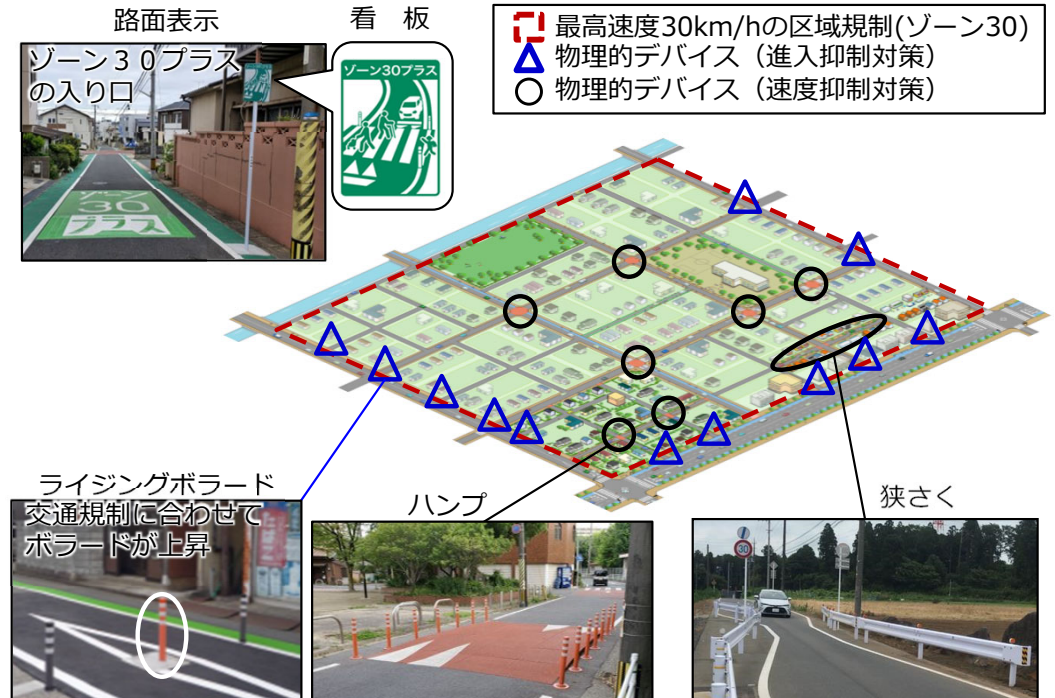 路面表示
看　板
ゾーン３０プラス
の入り口
ゾーン30プラス
ゾーン
30
プラス
最高速度30km/hの区域規制(ゾーン30)
物理的デバイス（進入抑制対策）
物理的デバイス（速度抑制対策）
ライジングボラード
交通規制に合わせて
ボラードが上昇
ハンプ
狭さく
30